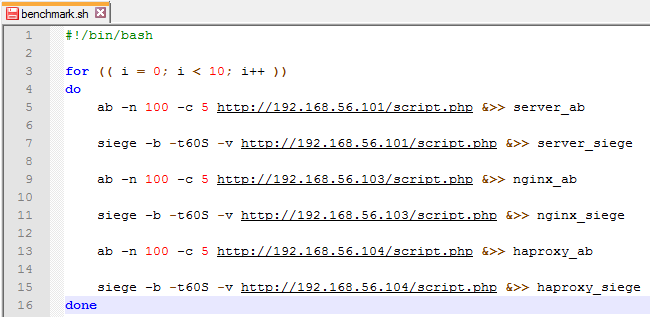 benchmark.sh
1 #!/bin/bash
2
3 for (( i = 0; i < 10; i++ ))
4 do
5 ab -n 100 -c 5 http://192.168.56.101/script.php &>> server_ab
6
7 siege -b -t60S -v http://192.168.56.101/script.php &>> server_siege
8
9 ab -n 100 -c 5 http://192.168.56.103/script.php &>> nginx_ab
10
11 siege -b -t60S -v http://192.168.56.103/script.php &>> nginx_siege
12
13 ab -n 100 -c 5 http://192.168.56.104/script.php &>> haproxy_ab
14
15 siege -b -t60S -v http://192.168.56.104/script.php &>> haproxy_siege
16 done